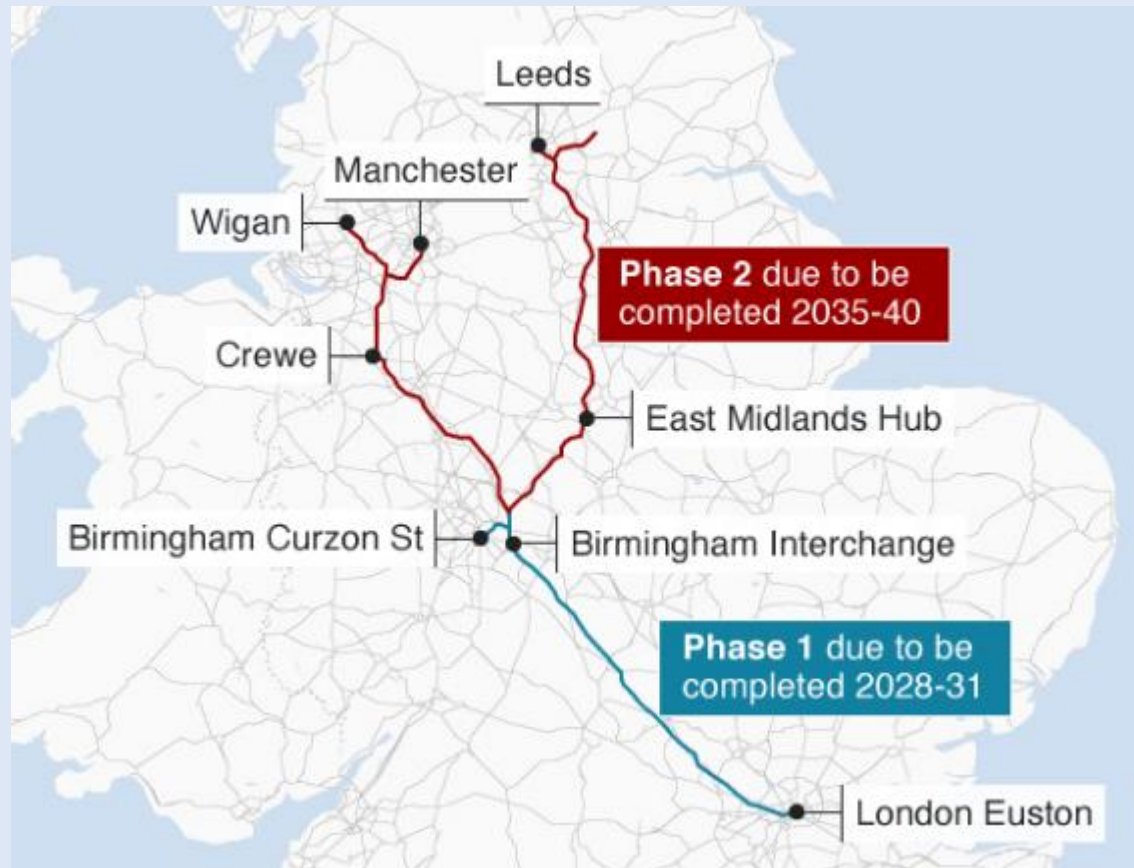 Leeds
Manchester
Wigan
Phase 2 due to be
completed 2035-40
Crewe
East Midlands Hub
Birmingham Curzon St
Birmingham Interchange
Phase 1 due to be
completed 2028-31
London Euston